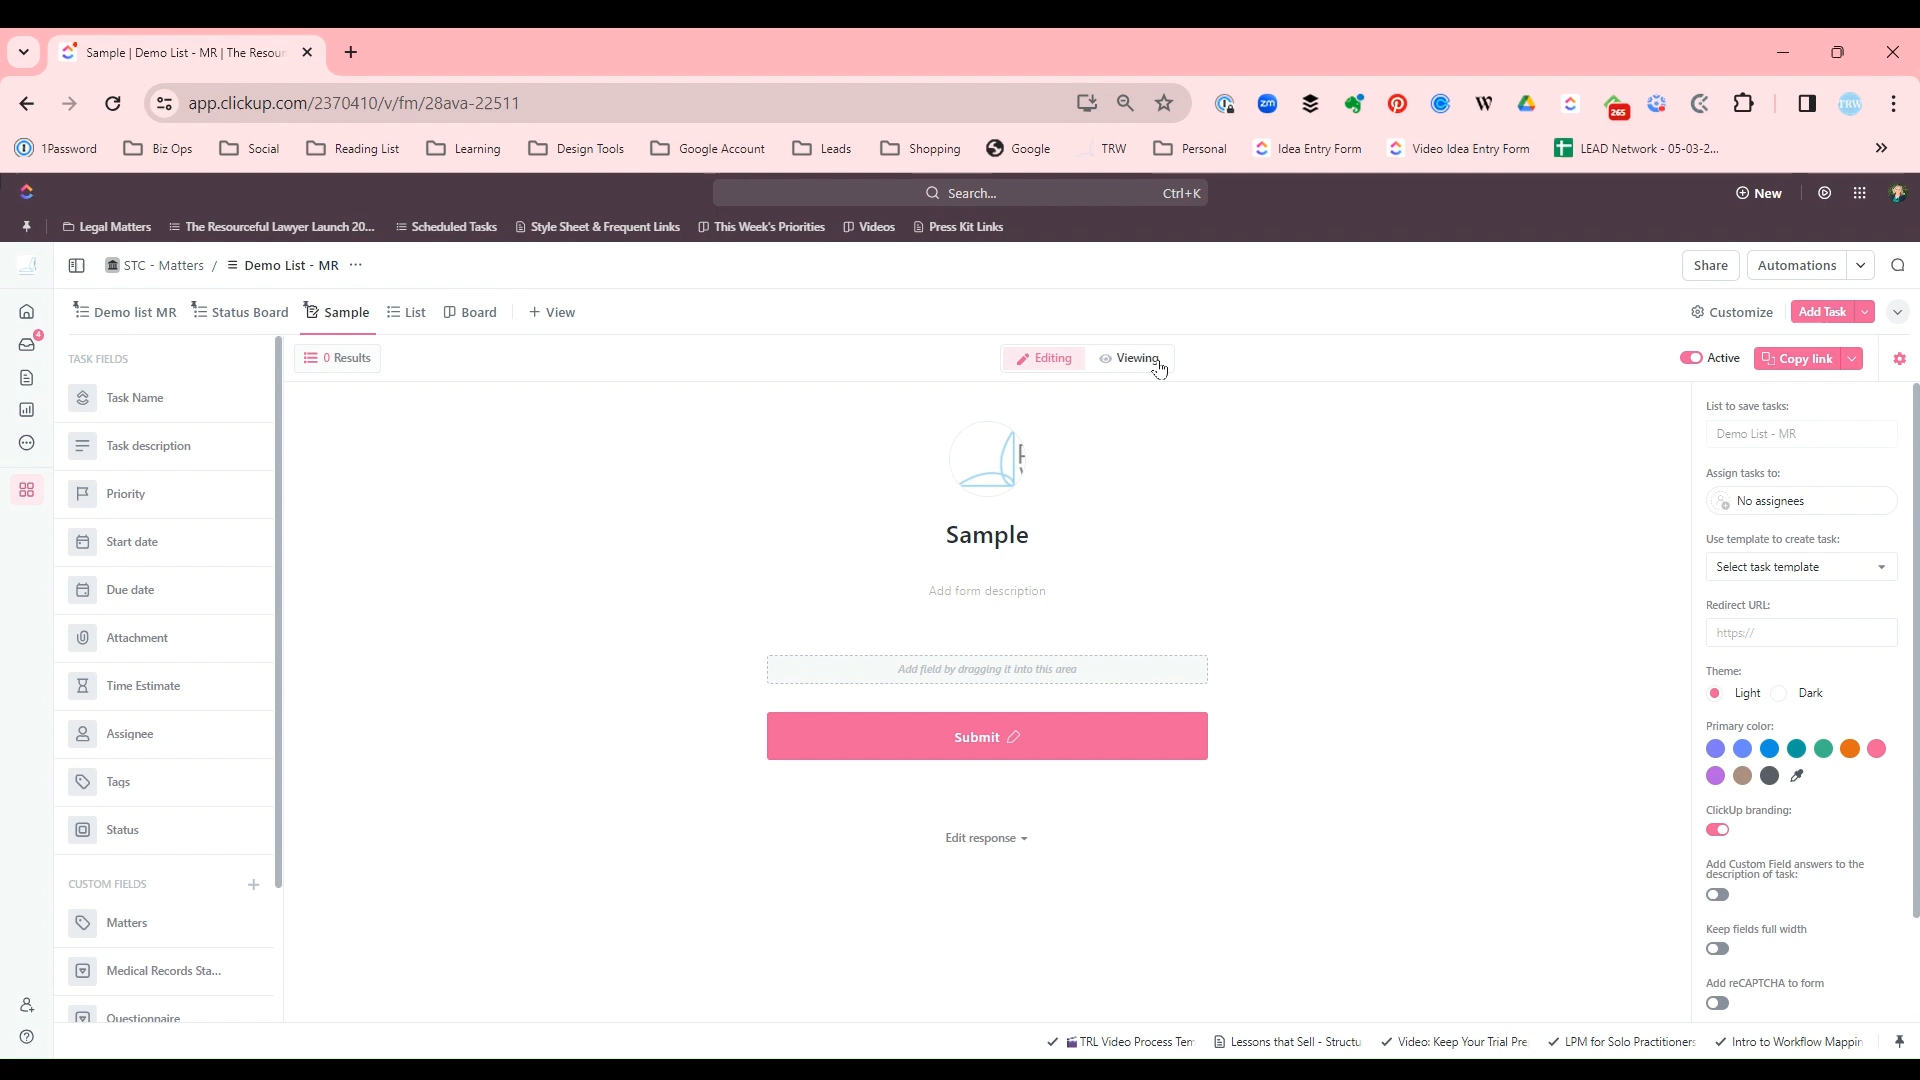 Sample | Demo List - MR | The Resour
app.clickup.com/2370410/v/fm/28ava-22511
zm
W
265
TRW
1Password
Biz Ops
Social
Reading List
Learning
Design Tools
Google Account
Leads
Shopping
Google
TRW
Personal
Idea Entry Form
Video Idea Entry Form
LEAD Network - 05-03-2...
Search...
Ctrl+K
New
Legal Matters
The Resourceful Lawyer Launch 20...
Scheduled Tasks
Style Sheet & Frequent Links
This Week's Priorities
Videos
Press Kit Links
STC - Matters / Demo List - MR
Share
Automations
Demo list MR
Status Board
Sample
List
Board
+ View
Customize
Add Task
4
TASK FIELDS
0 Results
Editing
Viewing
Active
Copy link
Task Name
Task description
Priority
Start date
Due date
Attachment
Time Estimate
Assignee
Tags
Status
CUSTOM FIELDS
Matters
Medical Records Sta...
Questionnaire
Sample
Add form description
Add field by dragging it into this area
Submit
Edit response
List to save tasks:
Demo List - MR
Assign tasks to:
No assignees
Use template to create task:
Select task template
Redirect URL:
https://
Theme:
Light
Dark
Primary color:
ClickUp branding:
Add Custom Field answers to the
description of task:
Keep fields full width
Add reCAPTCHA to form
TRL Video Process Tem
Lessons that Sell - Structu
Video: Keep Your Trial Pre
LPM for Solo Practitioners
Intro to Workflow Mappin